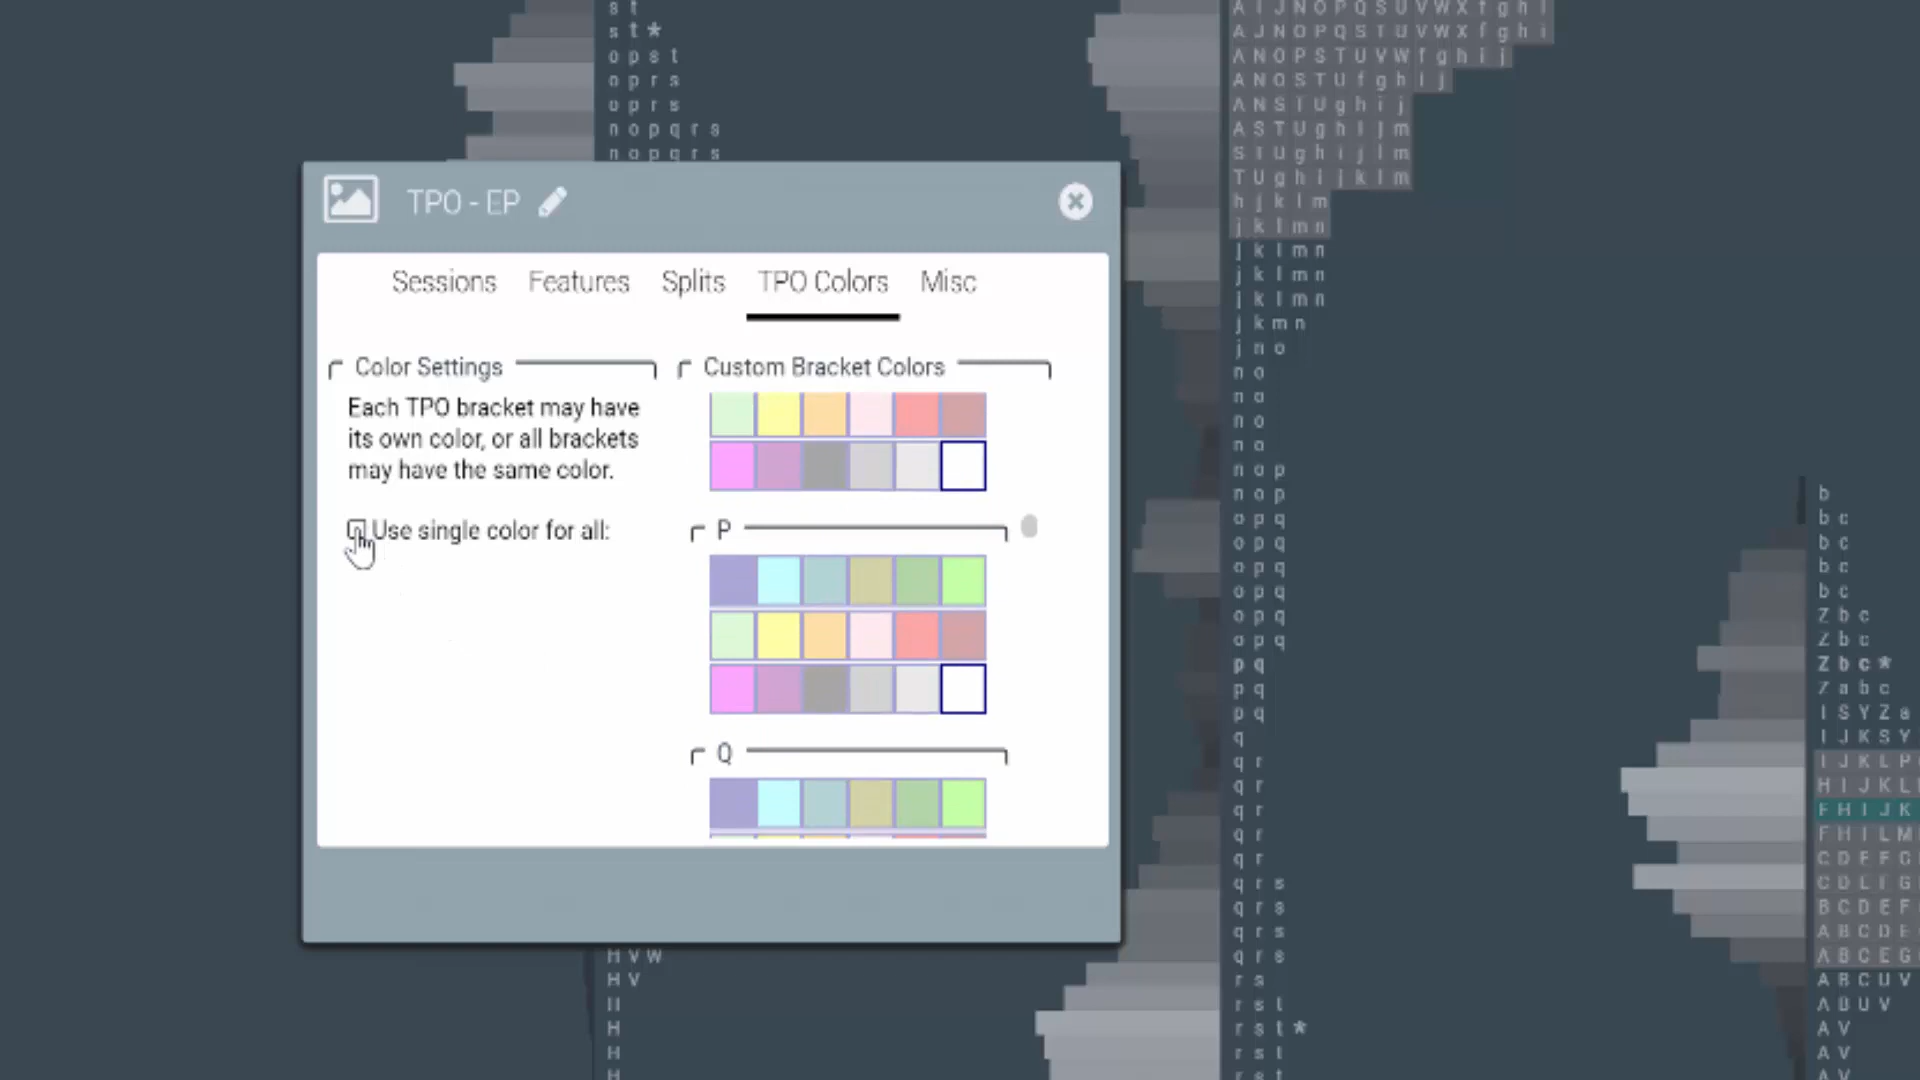 s t
s t *
o p s t
o p r s
o p r s
n o p q r s
n o p q r s
TPO - EP
Sessions Features Splits TPO Colors Misc
Color Settings
Each TPO bracket may have
its own color, or all brackets
may have the same color.
Use single color for all:
Custom Bracket Colors
P
Q
H V W
H V
H
H
A I J N O P Q S U V W X f g h i
A J N O P Q S T U V W X f g h i
A N O P S T U V W f g h i j
A N O S T U f g h i j
A N S T U g h i j
A S T U g h i j m
S T U g h i j l m
T U g h i j k l m
h j k l m
j k l m n
j k l m n
j k l m n
j k l m n
j k m n
j n o
n o
n o
n o
n o
n o p
n o p
o p q
o p q
o p q
o p q
o p q
o p q
p q
p q
p q
q
q r
q r
q r
q r
q r
q r s
q r s
q r s
q r s
r s
r s t
r s t *
r s t
b
b c
b c
b c
b c
Z b c
Z b c
Z b c *
Z a b c
I S Y Z a
I J K S Y
I J K L P
H I J K L
F H I J K
F H I L M
C D E F G
B C D E F
A B C D E
A B C E G
A B C U V
A B U V
A V
A V
A V